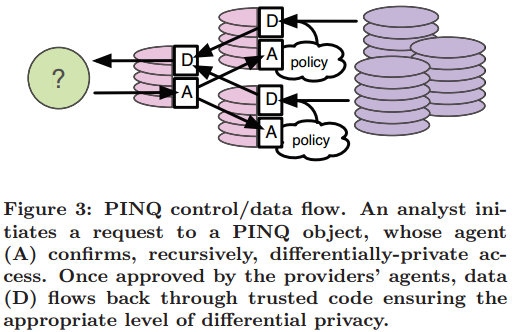 D
A
policy
?
D
A
D
A
policy
Figure 3: PINQ control/data flow. An analyst ini-
tiates a request to a PINQ object, whose agent
(A) confirms, recursively, differentially-private ac-
cess. Once approved by the providers' agents, data
(D) flows back through trusted code ensuring the
appropriate level of differential privacy.